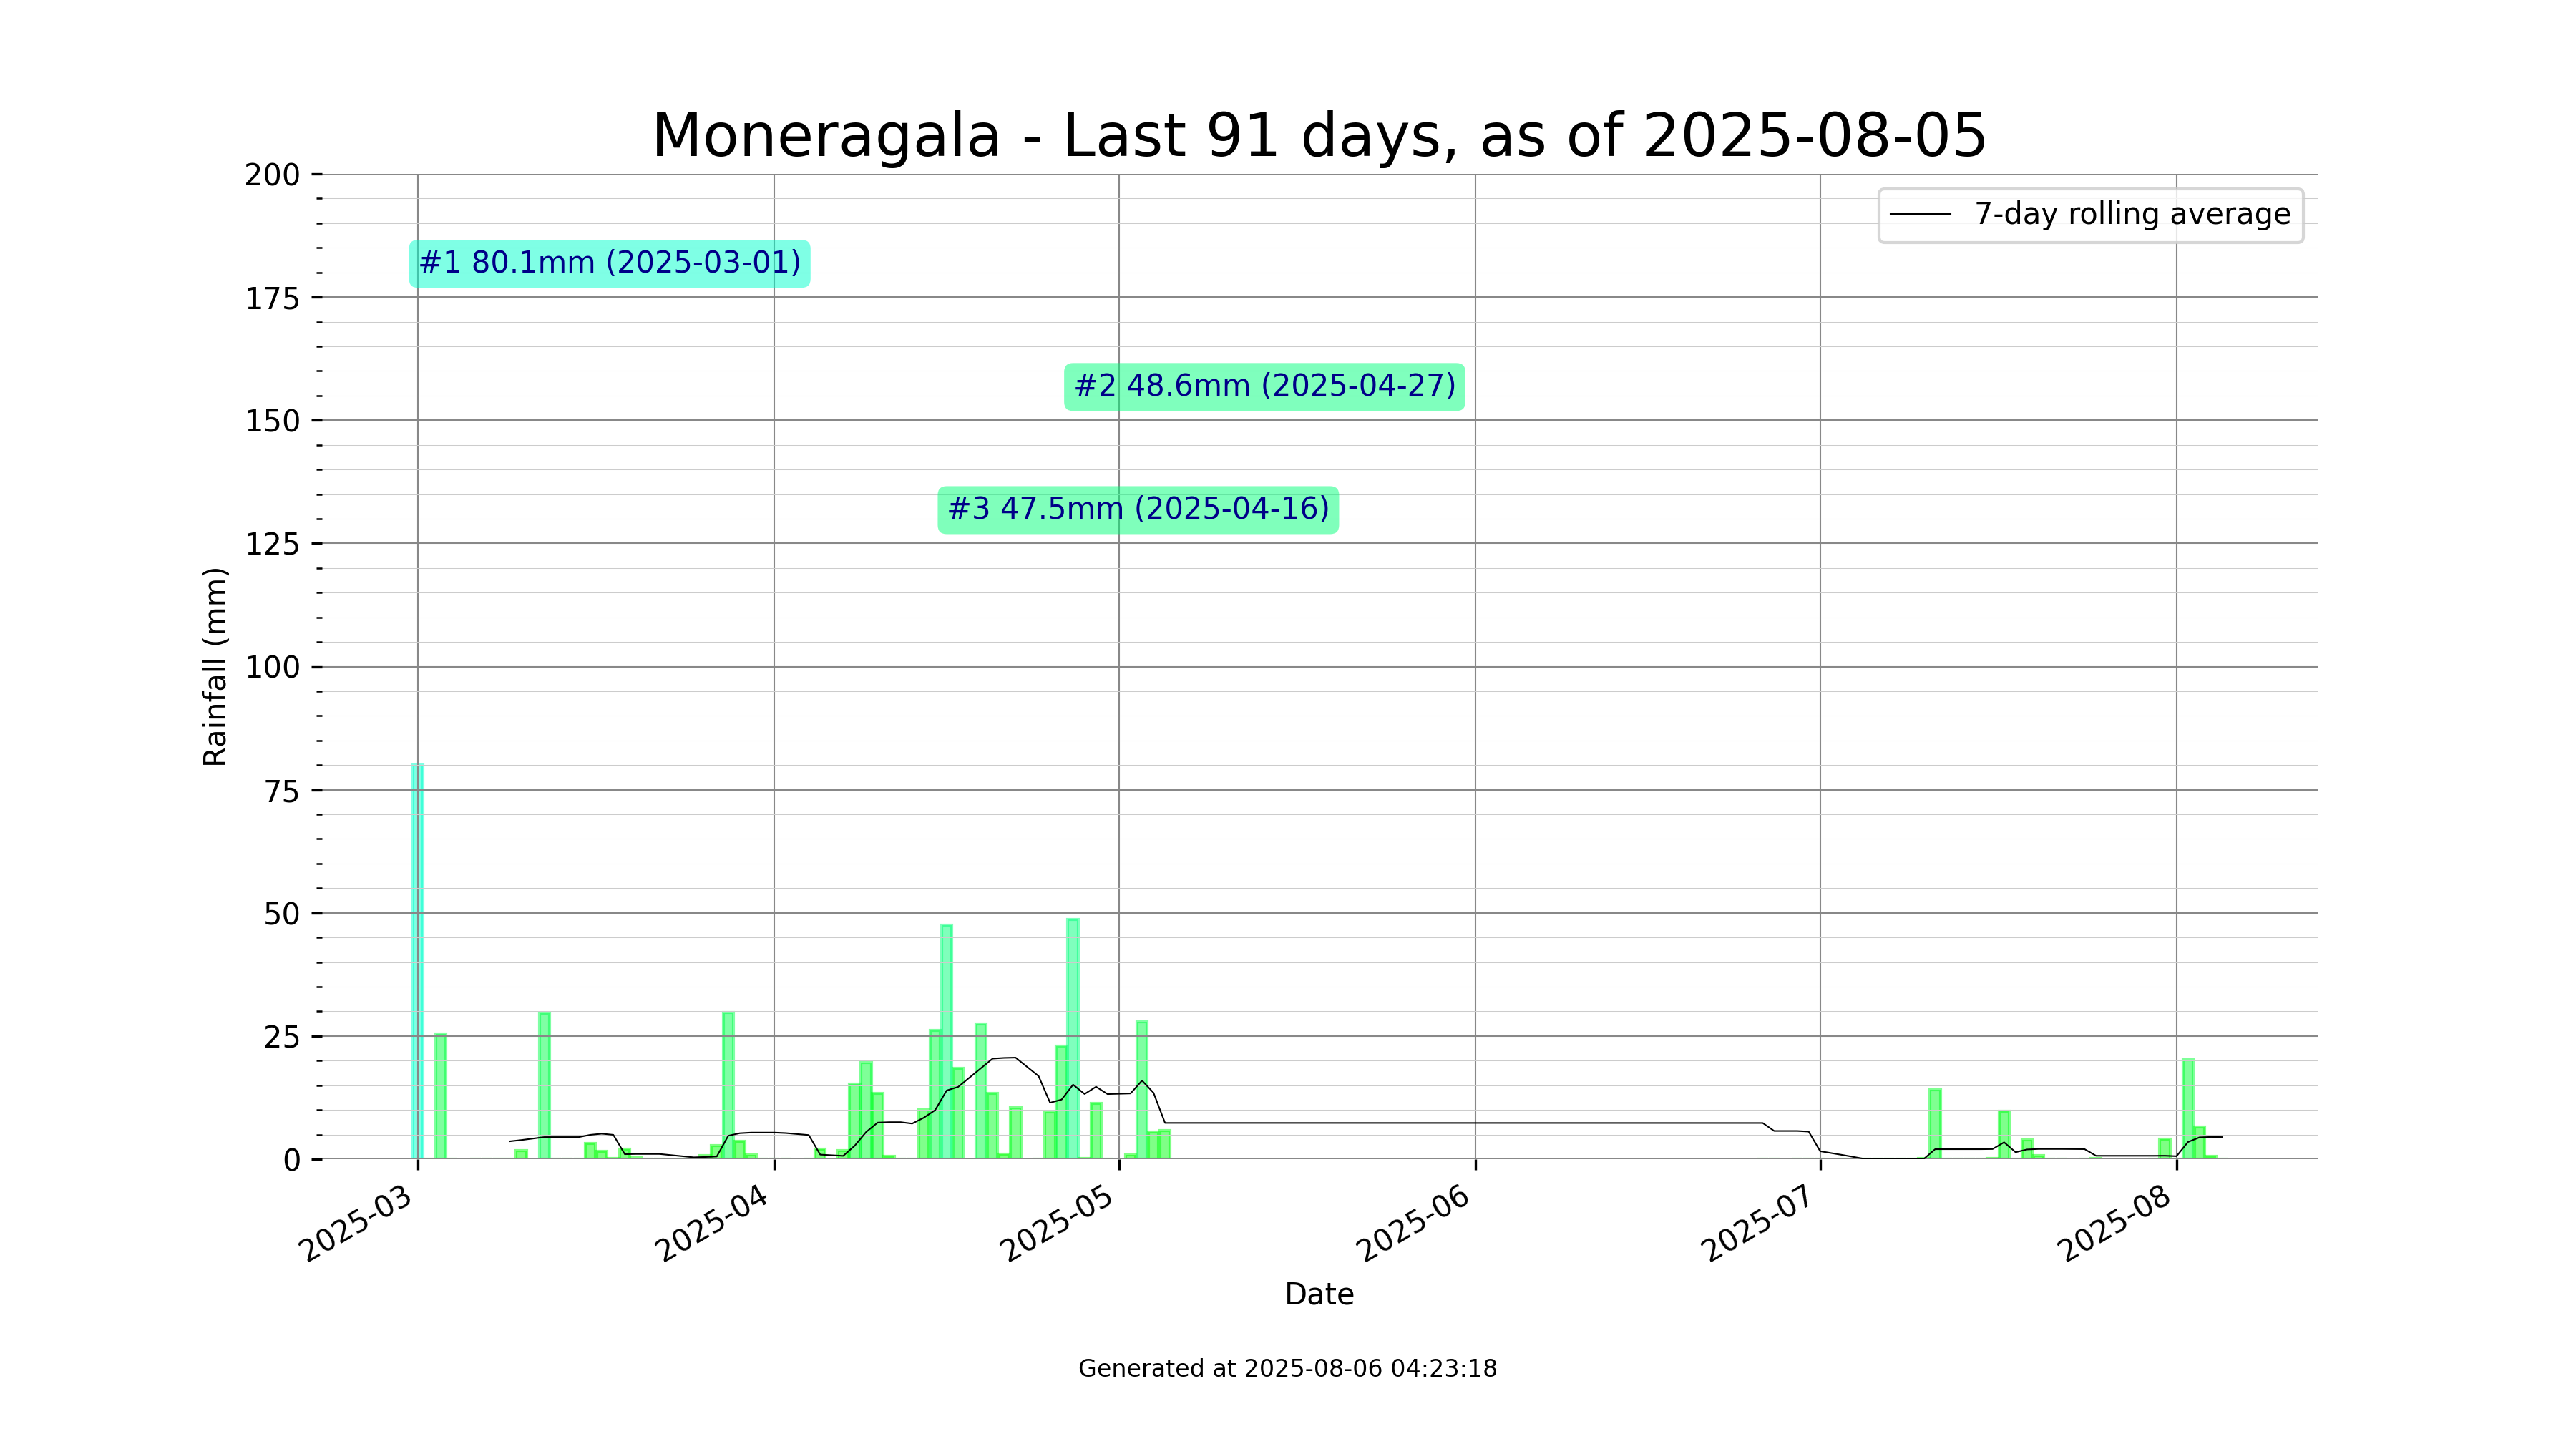 Moneragala - Last 91 days, as of 2025-08-05
7-day rolling average
#1 80.1mm (2025-03-01)
#2 48.6mm (2025-04-27)
#3 47.5mm (2025-04-16)
Rainfall (mm)
200
175
150
125
100
75
50
25
0
2025-03
2025-04
2025-05
2025-06
2025-07
2025-08
Date
Generated at 2025-08-06 04:23:18